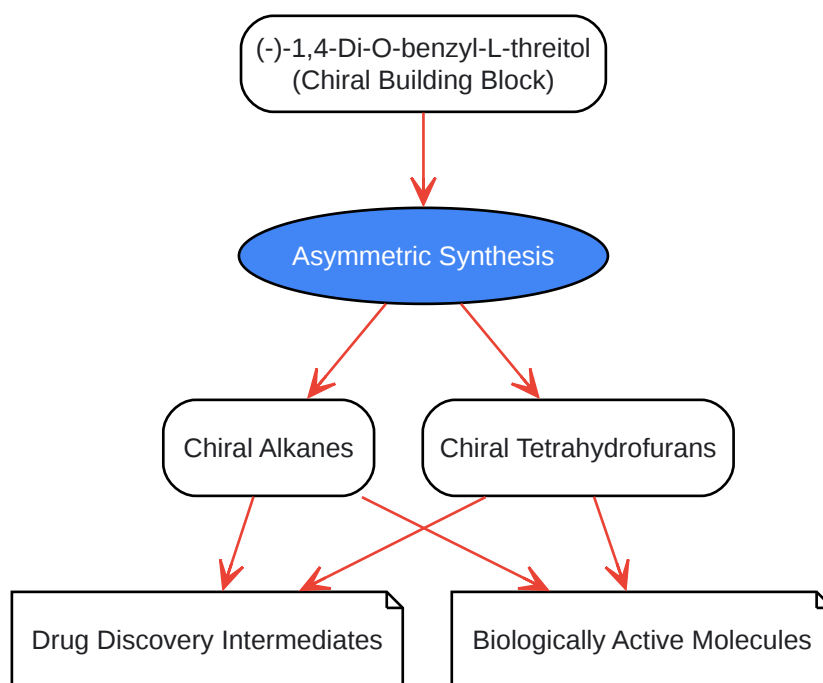 (-)-1,4-Di-O-benzyl-L-threitol
(Chiral Building Block)
Asymmetric Synthesis
Chiral Alkanes
Chiral Tetrahydrofurans
Drug Discovery Intermediates
Biologically Active Molecules